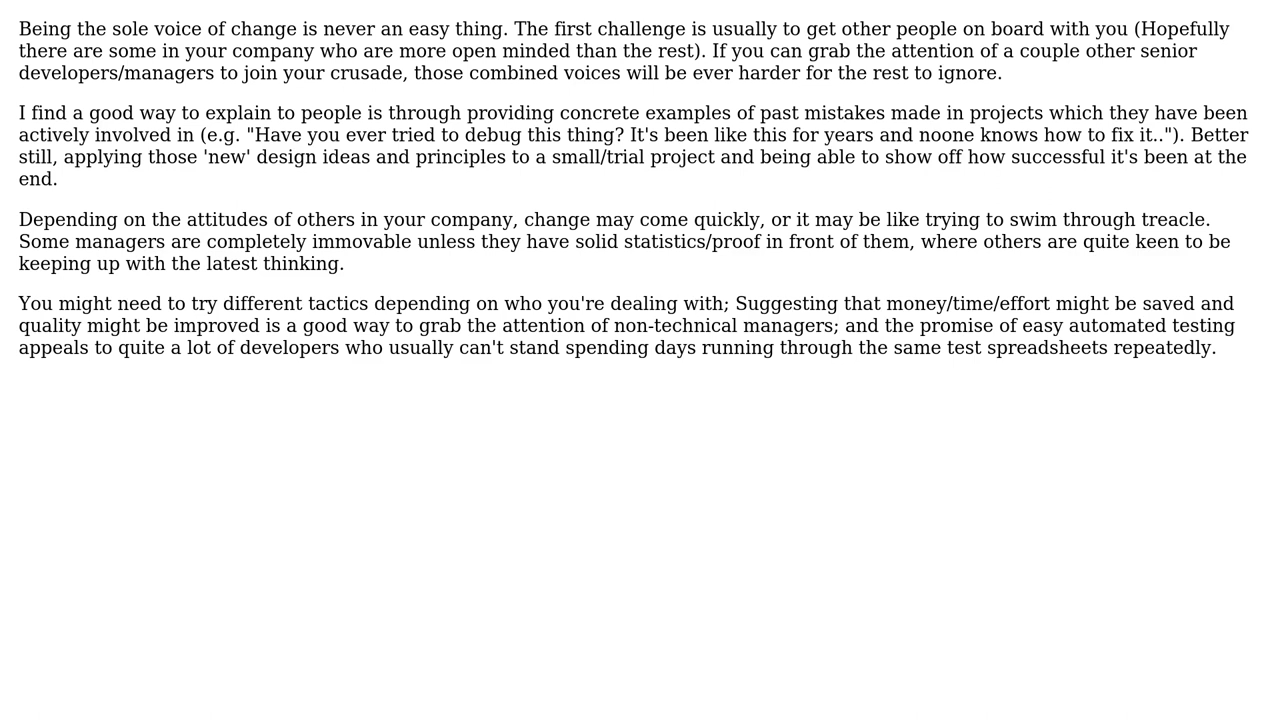 Being the sole voice of change is never an easy thing. The first challenge is usually to get other people on board with you (Hopefully
there are some in your company who are more open minded than the rest). If you can grab the attention of a couple other senior
developers/managers to join your crusade, those combined voices will be ever harder for the rest to ignore.
I find a good way to explain to people is through providing concrete examples of past mistakes made in projects which they have been
actively involved in (e.g. "Have you ever tried to debug this thing? It's been like this for years and noone knows how to fix it.."). Better
still, applying those 'new' design ideas and principles to a small/trial project and being able to show off how successful it's been at the
end.
Depending on the attitudes of others in your company, change may come quickly, or it may be like trying to swim through treacle.
Some managers are completely immovable unless they have solid statistics/proof in front of them, where others are quite keen to be
keeping up with the latest thinking.
You might need to try different tactics depending on who you're dealing with; Suggesting that money/time/effort might be saved and
quality might be improved is a good way to grab the attention of non-technical managers; and the promise of easy automated testing
appeals to quite a lot of developers who usually can't stand spending days running through the same test spreadsheets repeatedly.